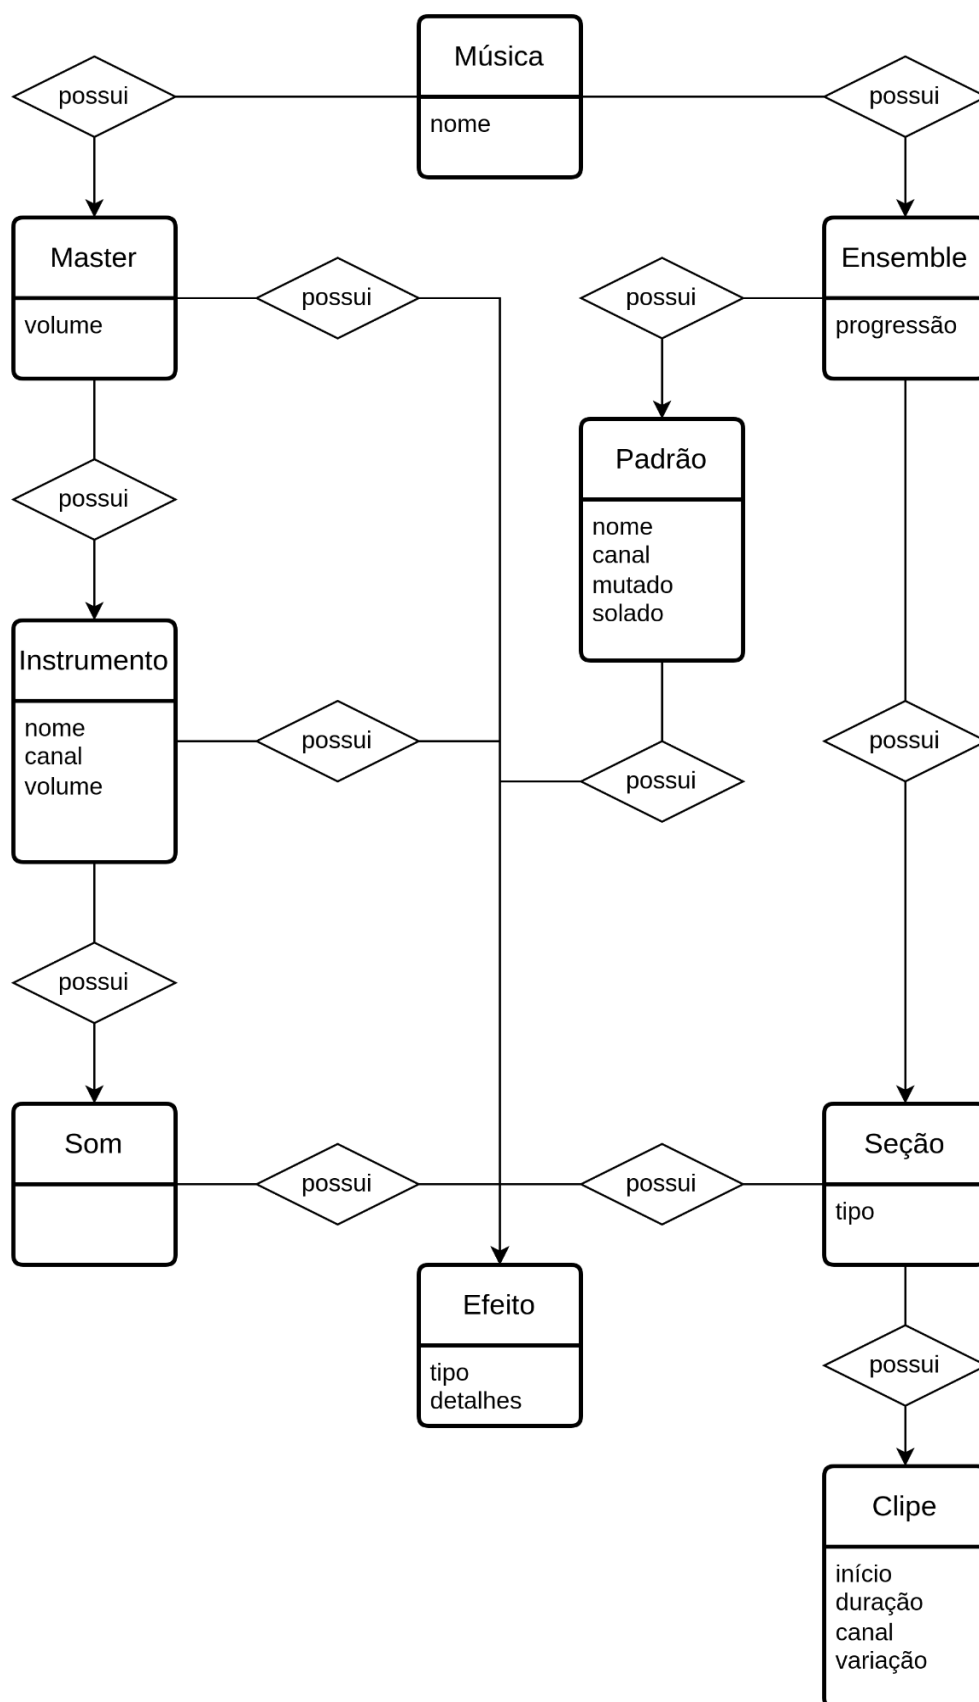 Música
nome
possui
possui
Master
volume
possui
possui
Ensemble
progressão
possui
Padrão
nome
canal
mutado
solado
Instrumento
nome
canal
volume
possui
possui
possui
possui
Som
possui
possui
Seção
tipo
Efeito
tipo
detalhes
possui
Clipe
início
duração
canal
variação